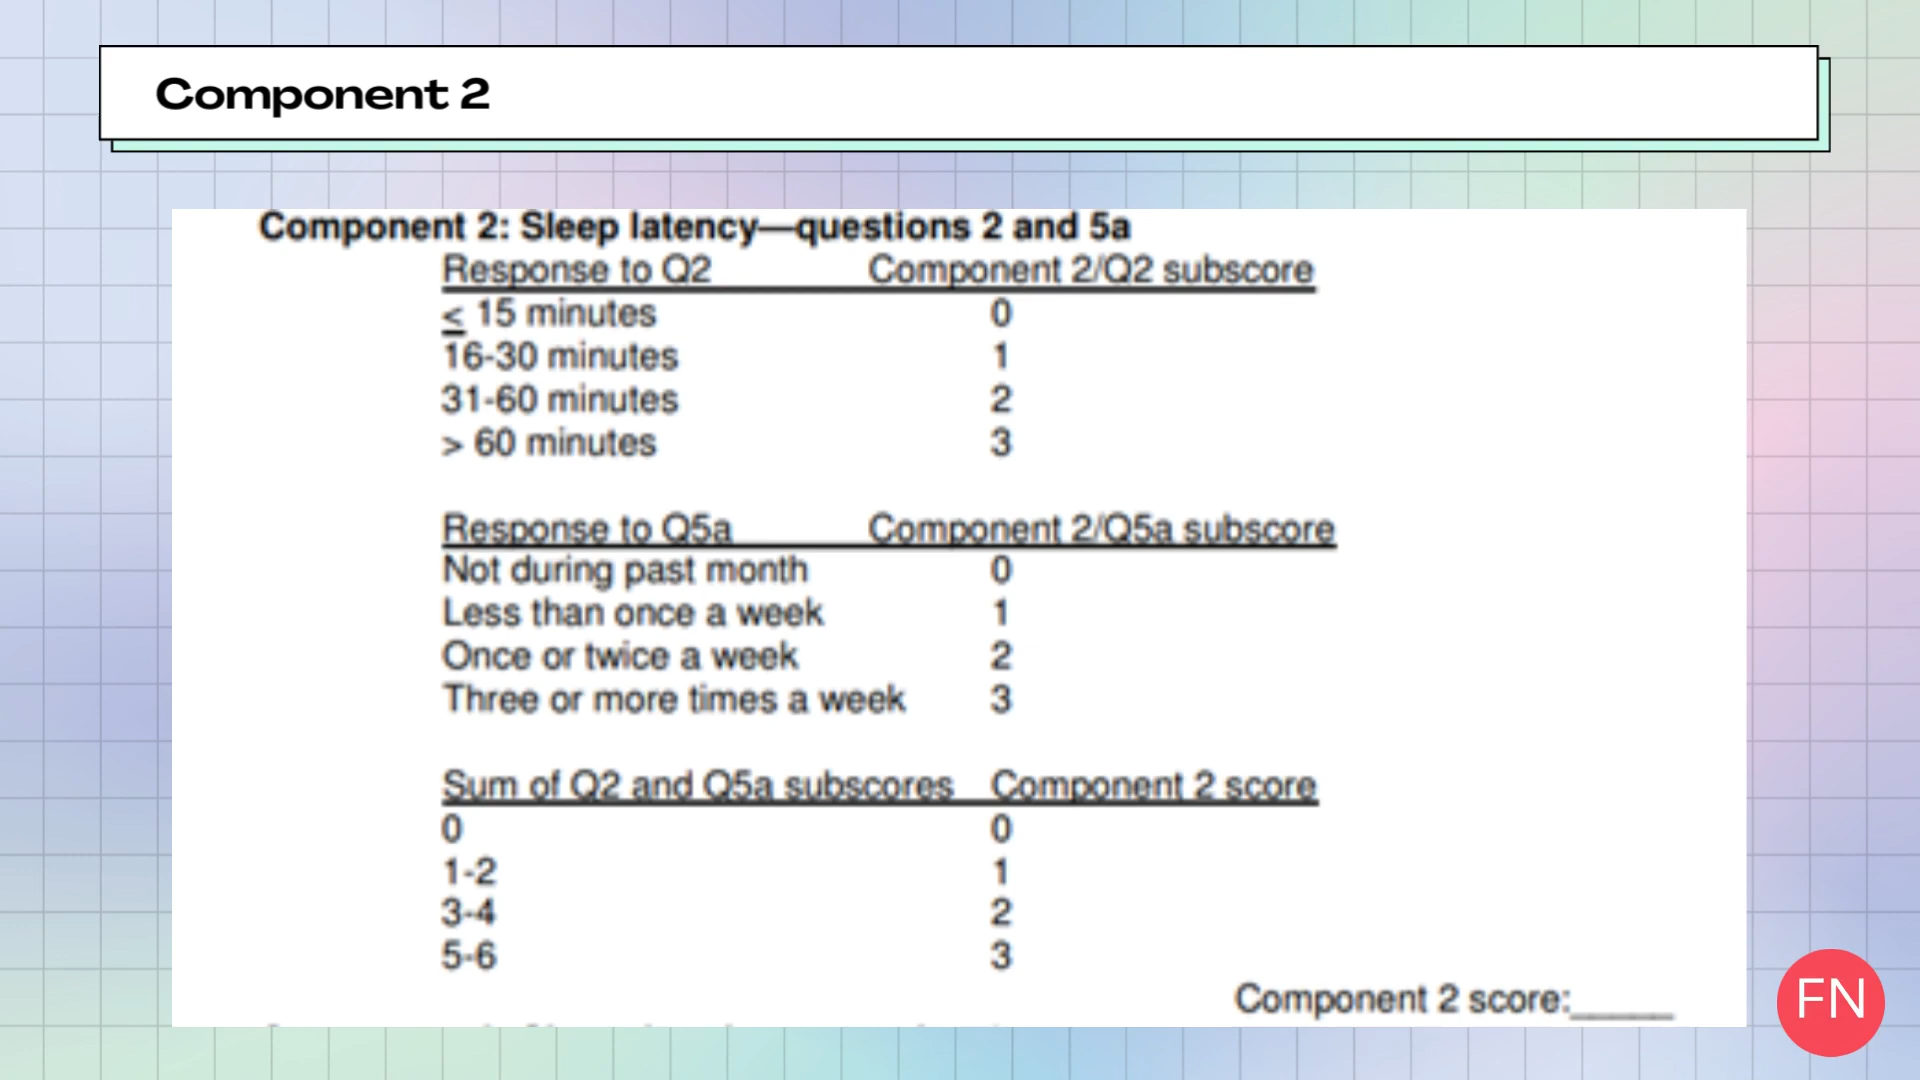 Component 2
Component 2: Sleep latency—questions 2 and 5a
Response to Q2 Component 2/Q2 subscore
≤ 15 minutes 0
16-30 minutes 1
31-60 minutes 2
> 60 minutes 3
Response to Q5a Component 2/Q5a subscore
Not during past month 0
Less than once a week 1
Once or twice a week 2
Three or more times a week 3
Sum of Q2 and Q5a subscores Component 2 score
0 0
1-2 1
3-4 2
5-6 3
Component 2 score:_____
FN